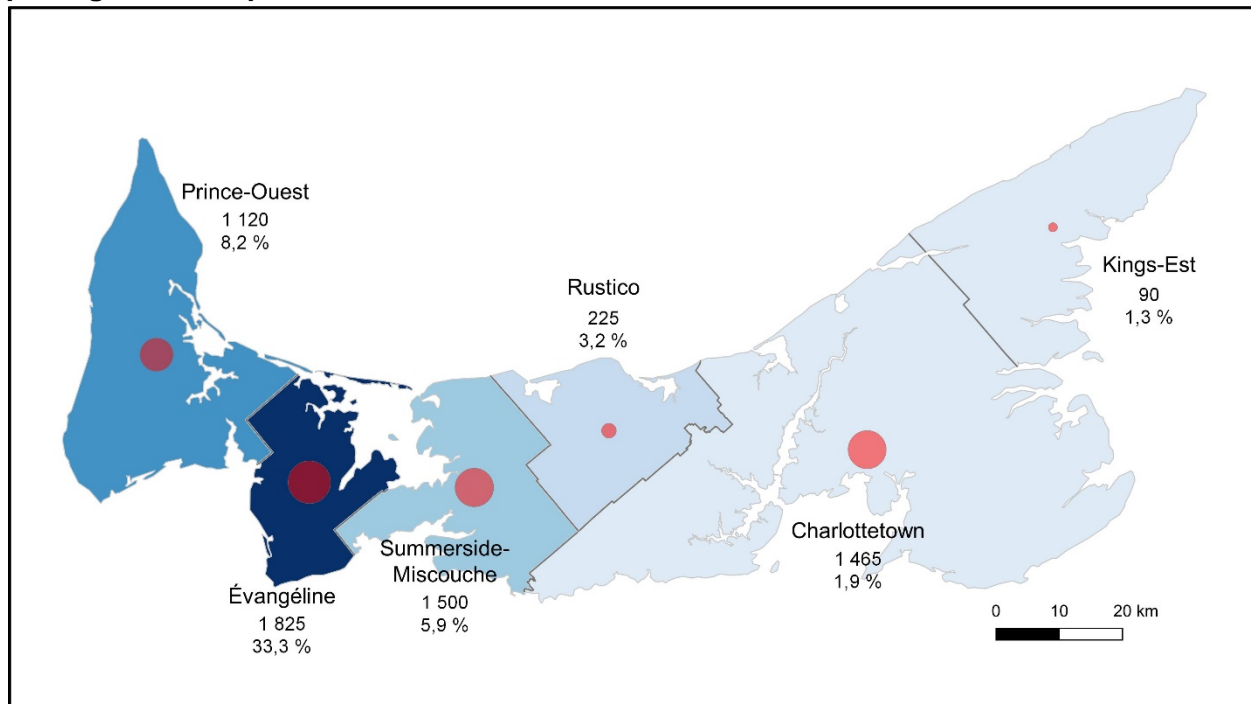 Prince-Ouest
1 120
8,2 %
Rustico
225
3,2 %
Kings-Est
90
1,3 %
Évangéline
1 825
33,3 %
Summerside-
Miscouche
1 500
5,9 %
Charlottetown
1 465
1,9 %
0 10 20 km